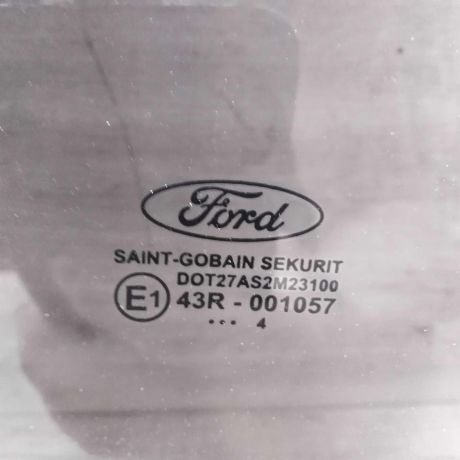 Ford
SAINT-GOBAIN SEKURIT
DOT27AS2M23100
E1 43R - 001057
... 4